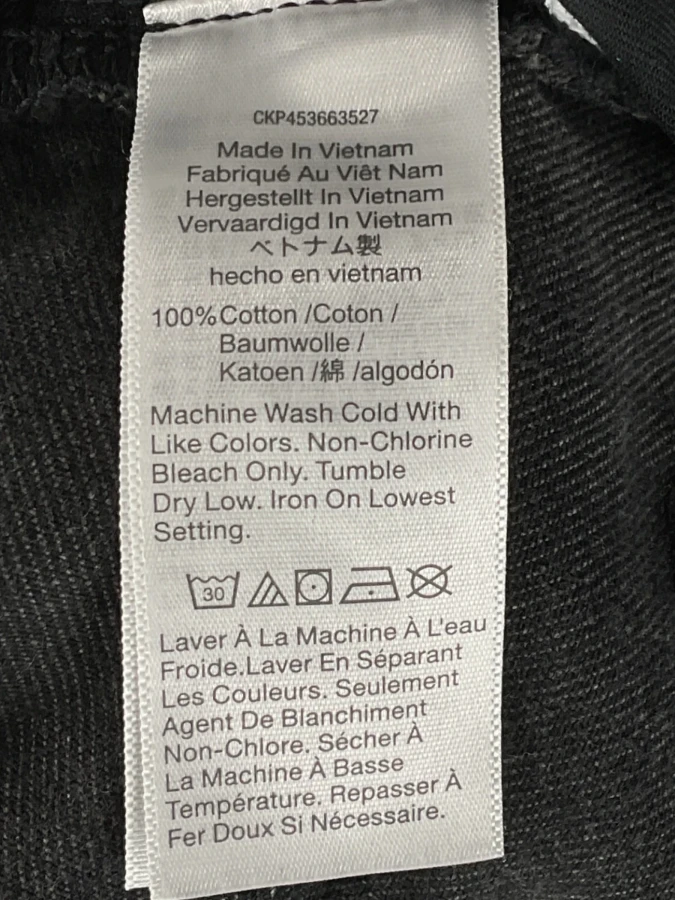 CKP453663527
Made In Vietnam
Fabriqué Au Viêt Nam
Hergestellt In Vietnam
Vervaardigd In Vietnam
ベトナム製
hecho en vietnam
100% Cotton /Coton /
Baumwolle /
Katoen /綿 /algodón
Machine Wash Cold With
Like Colors. Non-Chlorine
Bleach Only. Tumble
Dry Low. Iron On Lowest
Setting.
30
Laver À La Machine À L'eau
Froide.Laver En Séparant
Les Couleurs. Seulement
Agent De Blanchiment
Non-Chlore. Sécher À
La Machine À Basse
Température. Repasser À
Fer Doux Si Nécessaire.